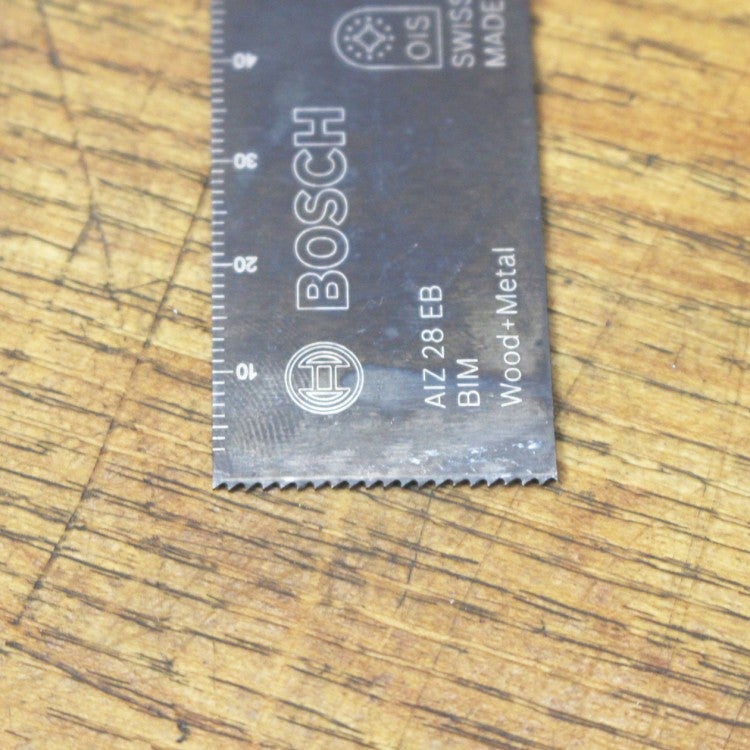 BOSCH
AIZ 28 EB
BIM
Wood+Metal
OIS
SWISS
MADE
40
30
20
10